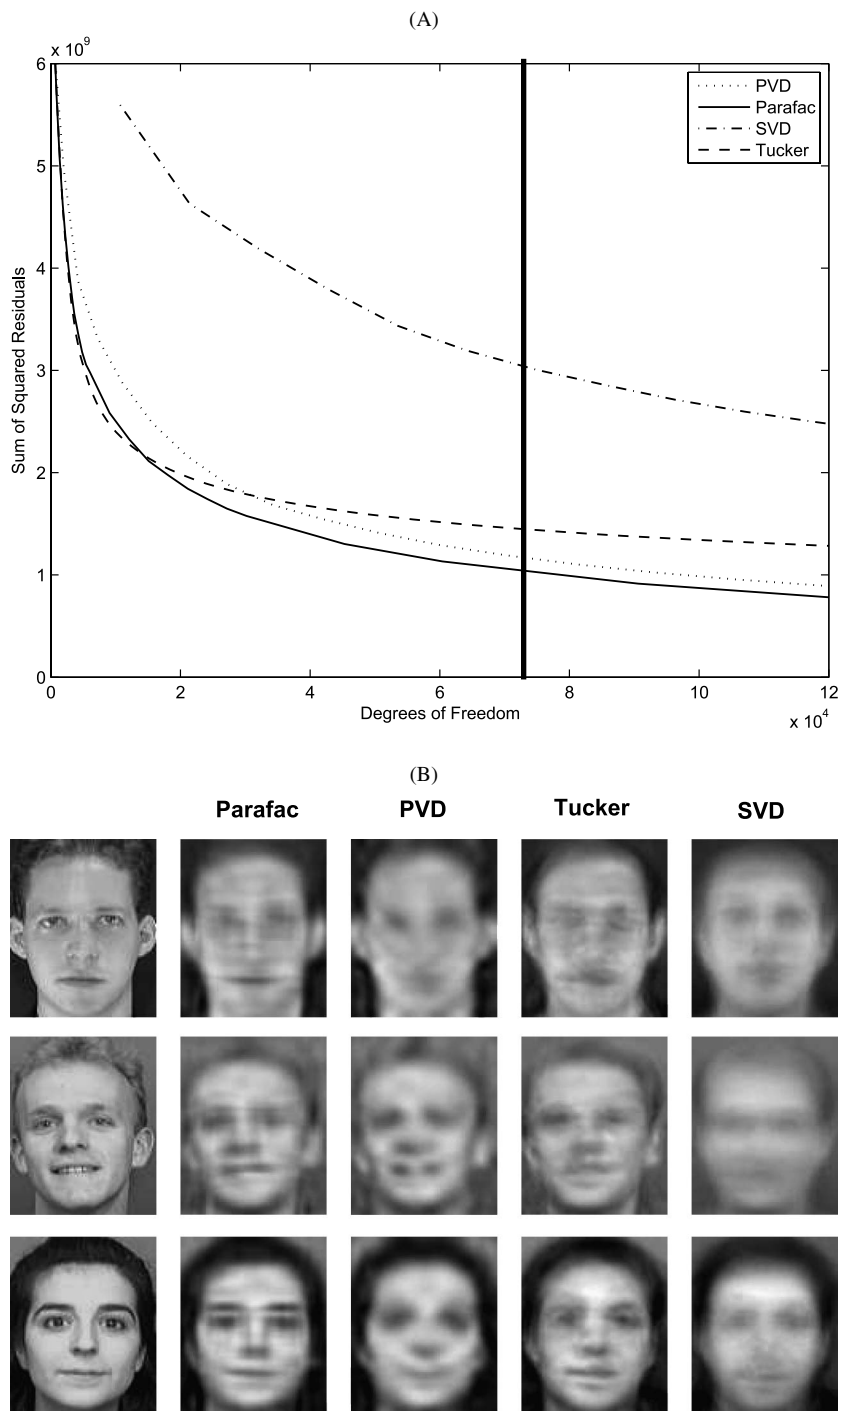 (A)
x 10^9
6
5
4
3
2
1
0
Sum of Squared Residuals
PVD
Parafac
SVD
Tucker
0 2 4 6 8 10 12
Degrees of Freedom
x 10^4
(B)
Parafac PVD Tucker SVD